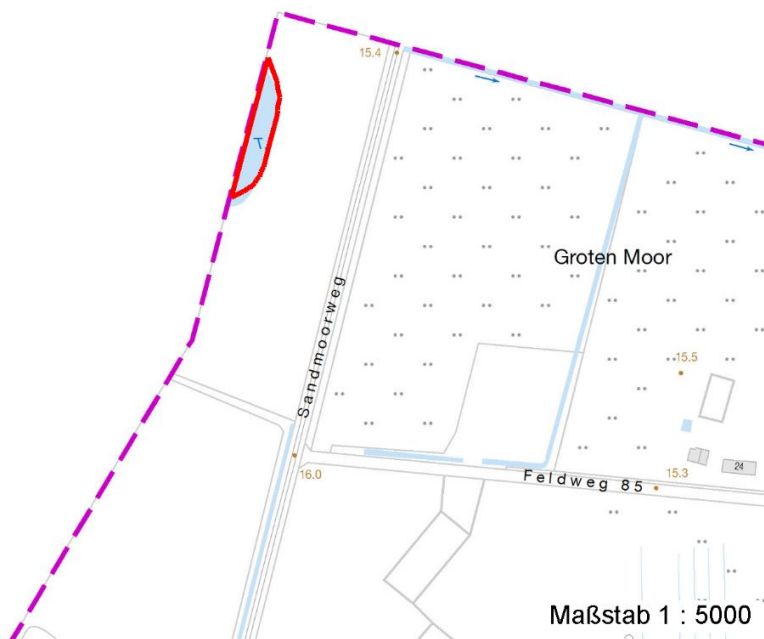 15.4
T
Groten Moor
Sandmoorweg
15.5
24
16.0
15.3
Feldweg 85
Maßstab 1 : 5000